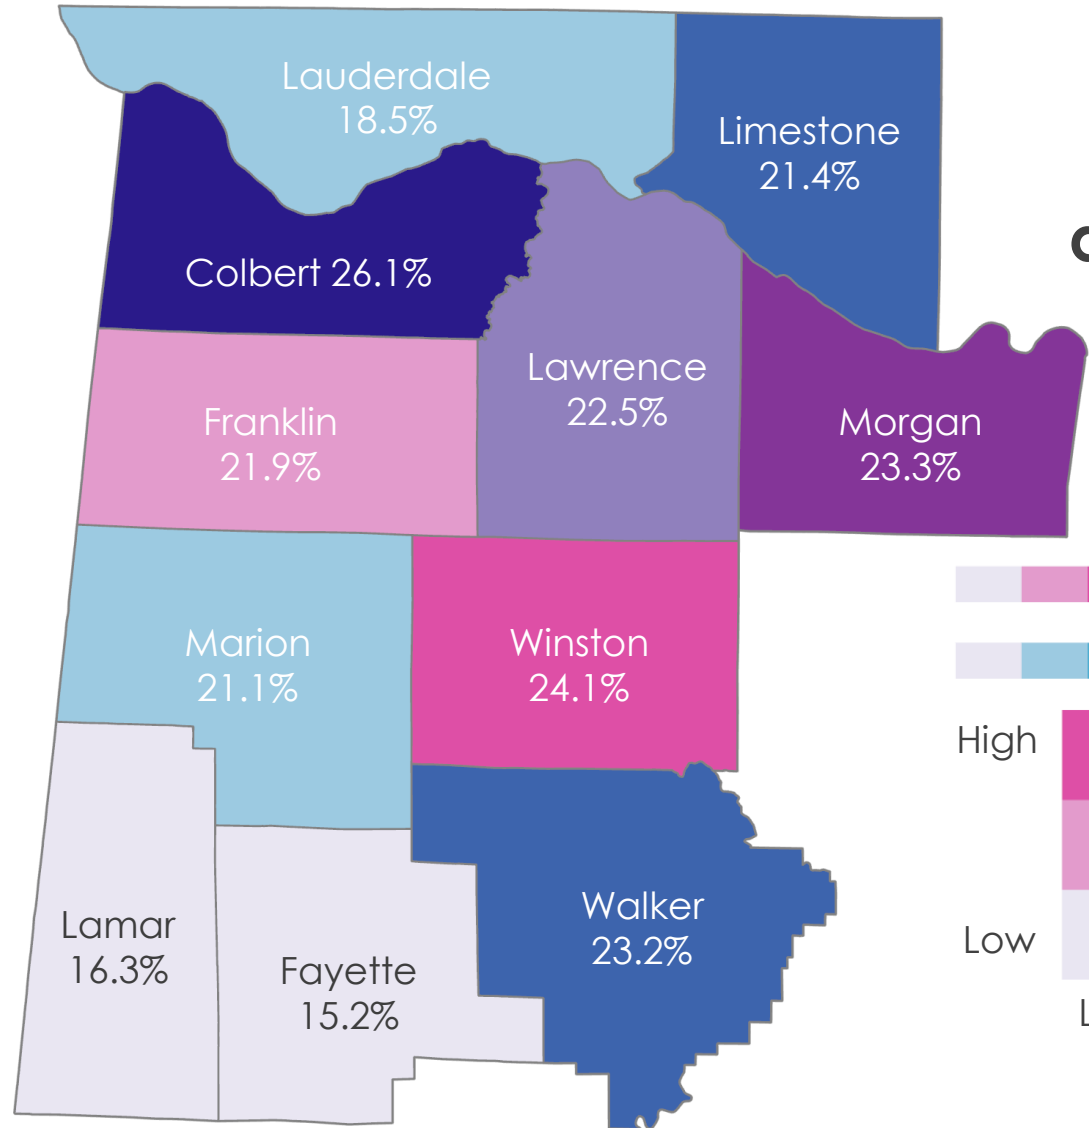 Lauderdale
18.5%
Limestone
21.4%
Colbert 26.1%
Lawrence
22.5%
Franklin
21.9%
Morgan
23.3%
Marion
21.1%
Winston
24.1%
High
Walker
23.2%
Lamar
16.3%
Low
Fayette
15.2%